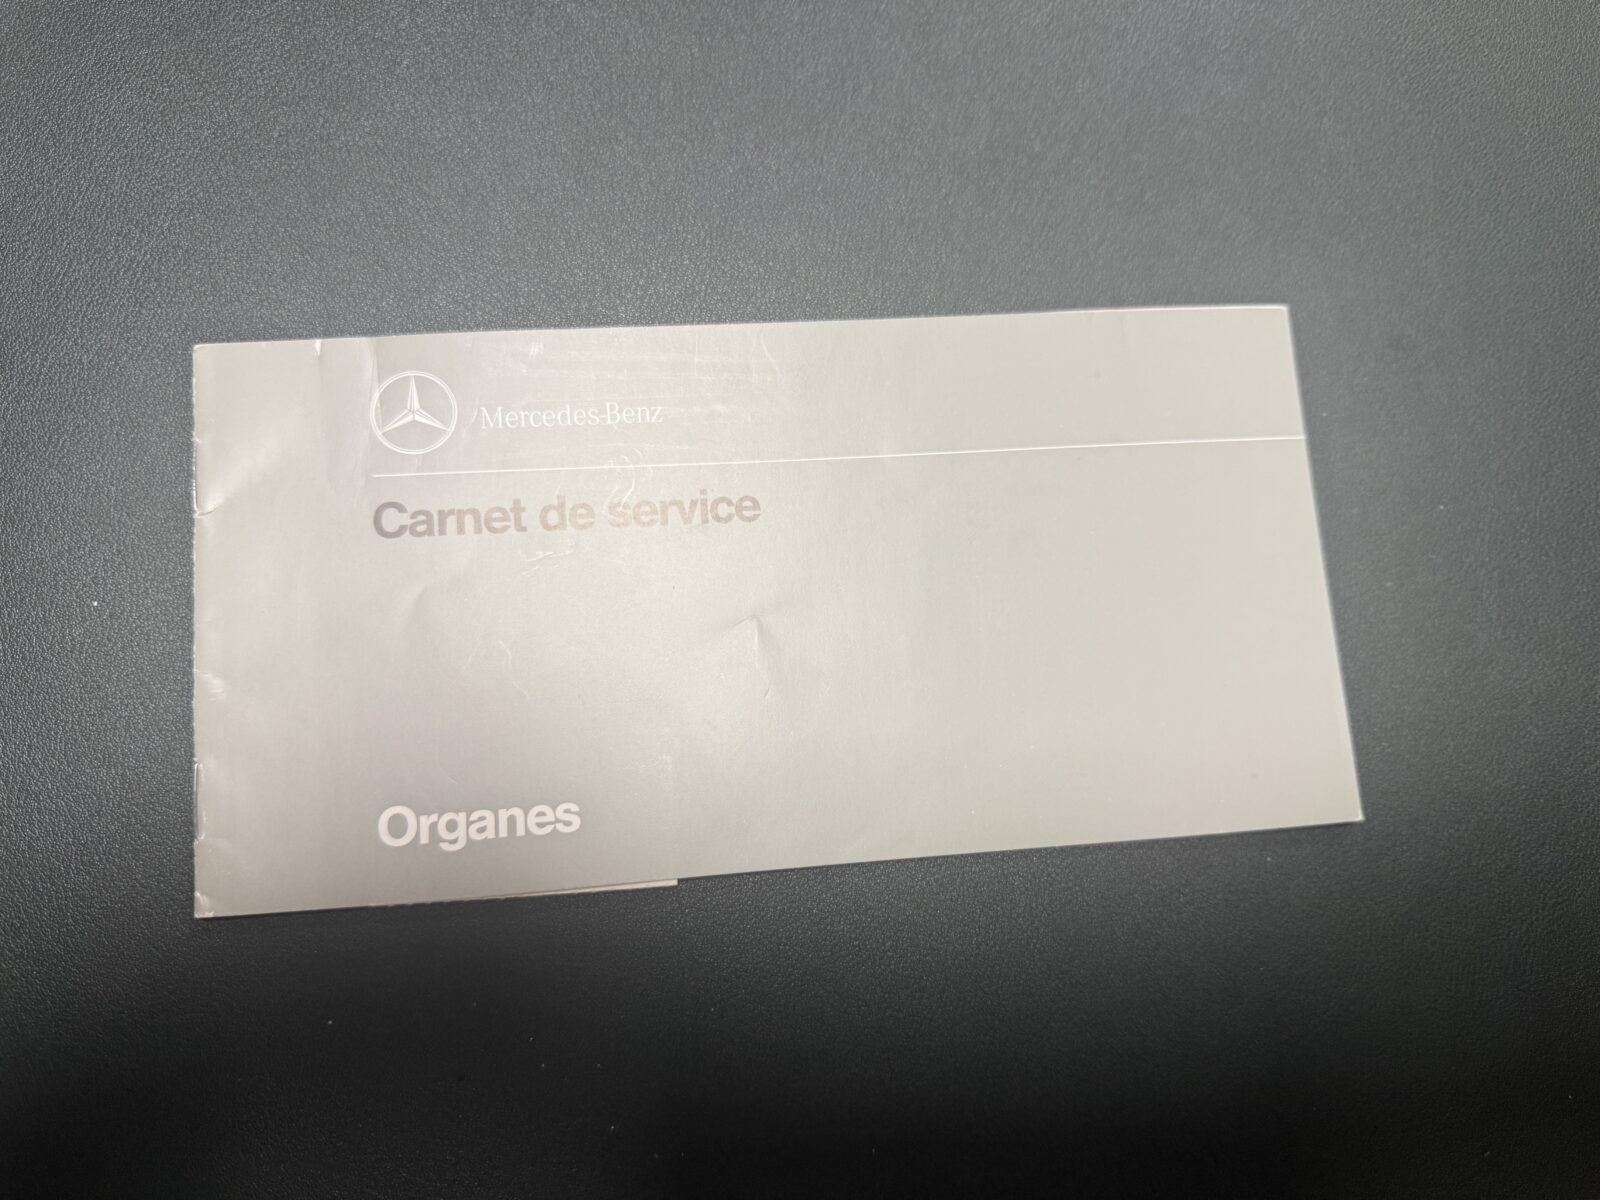 Mercedes-Benz
Carnet de service
Organes